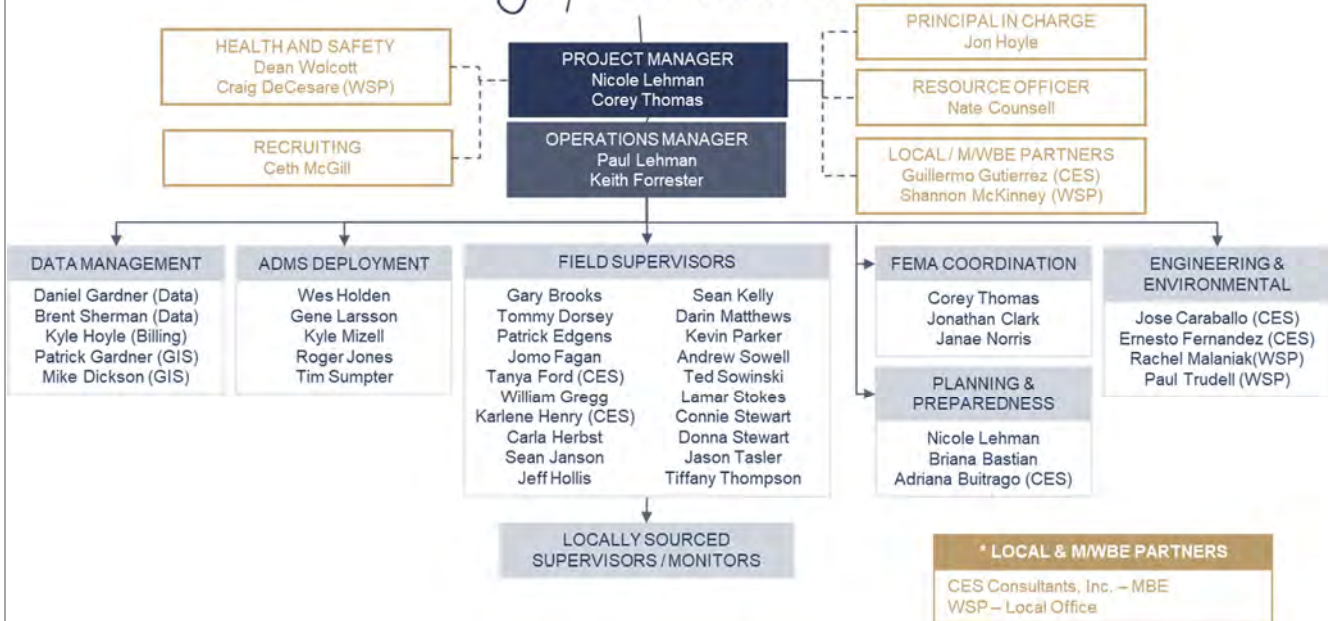 HEALTH AND SAFETY
Dean Wolcott
Craig DeCesare (WSP)
RECRUITING
Ceth McGill
PROJECT MANAGER
Nicole Lehman
Corey Thomas
OPERATIONS MANAGER
Paul Lehman
Keith Forrester
PRINCIPAL IN CHARGE
Jon Hoyle
RESOURCE OFFICER
Nate Counsell
LOCAL / M/WBE PARTNERS
Guillermo Gutierrez (CES)
Shannon McKinney (WSP)
DATA MANAGEMENT
Daniel Gardner (Data)
Brent Sherman (Data)
Kyle Hoyle (Billing)
Patrick Gardner (GIS)
Mike Dickson (GIS)
ADMS DEPLOYMENT
Wes Holden
Gene Larsson
Kyle Mizell
Roger Jones
Tim Sumpter
FIELD SUPERVISORS
Gary Brooks
Tommy Dorsey
Patrick Edgens
Jomo Fagan
Tanya Ford (CES)
William Gregg
Karlene Henry (CES)
Carla Herbst
Sean Janson
Jeff Hollis
Sean Kelly
Darin Matthews
Kevin Parker
Andrew Sowell
Ted Sowinski
Lamar Stokes
Connie Stewart
Donna Stewart
Jason Tasler
Tiffany Thompson
LOCALLY SOURCED
SUPERVISORS / MONITORS
FEMA COORDINATION
Corey Thomas
Jonathan Clark
Janae Norris
PLANNING &
PREPAREDNESS
Nicole Lehman
Briana Bastian
Adriana Buitrago (CES)
ENGINEERING &
ENVIRONMENTAL
Jose Caraballo (CES)
Ernesto Fernandez (CES)
Rachel Malaniak(WSP)
Paul Trudell (WSP)
* LOCAL & M/WBE PARTNERS
CES Consultants, Inc. – MBE
WSP – Local Office